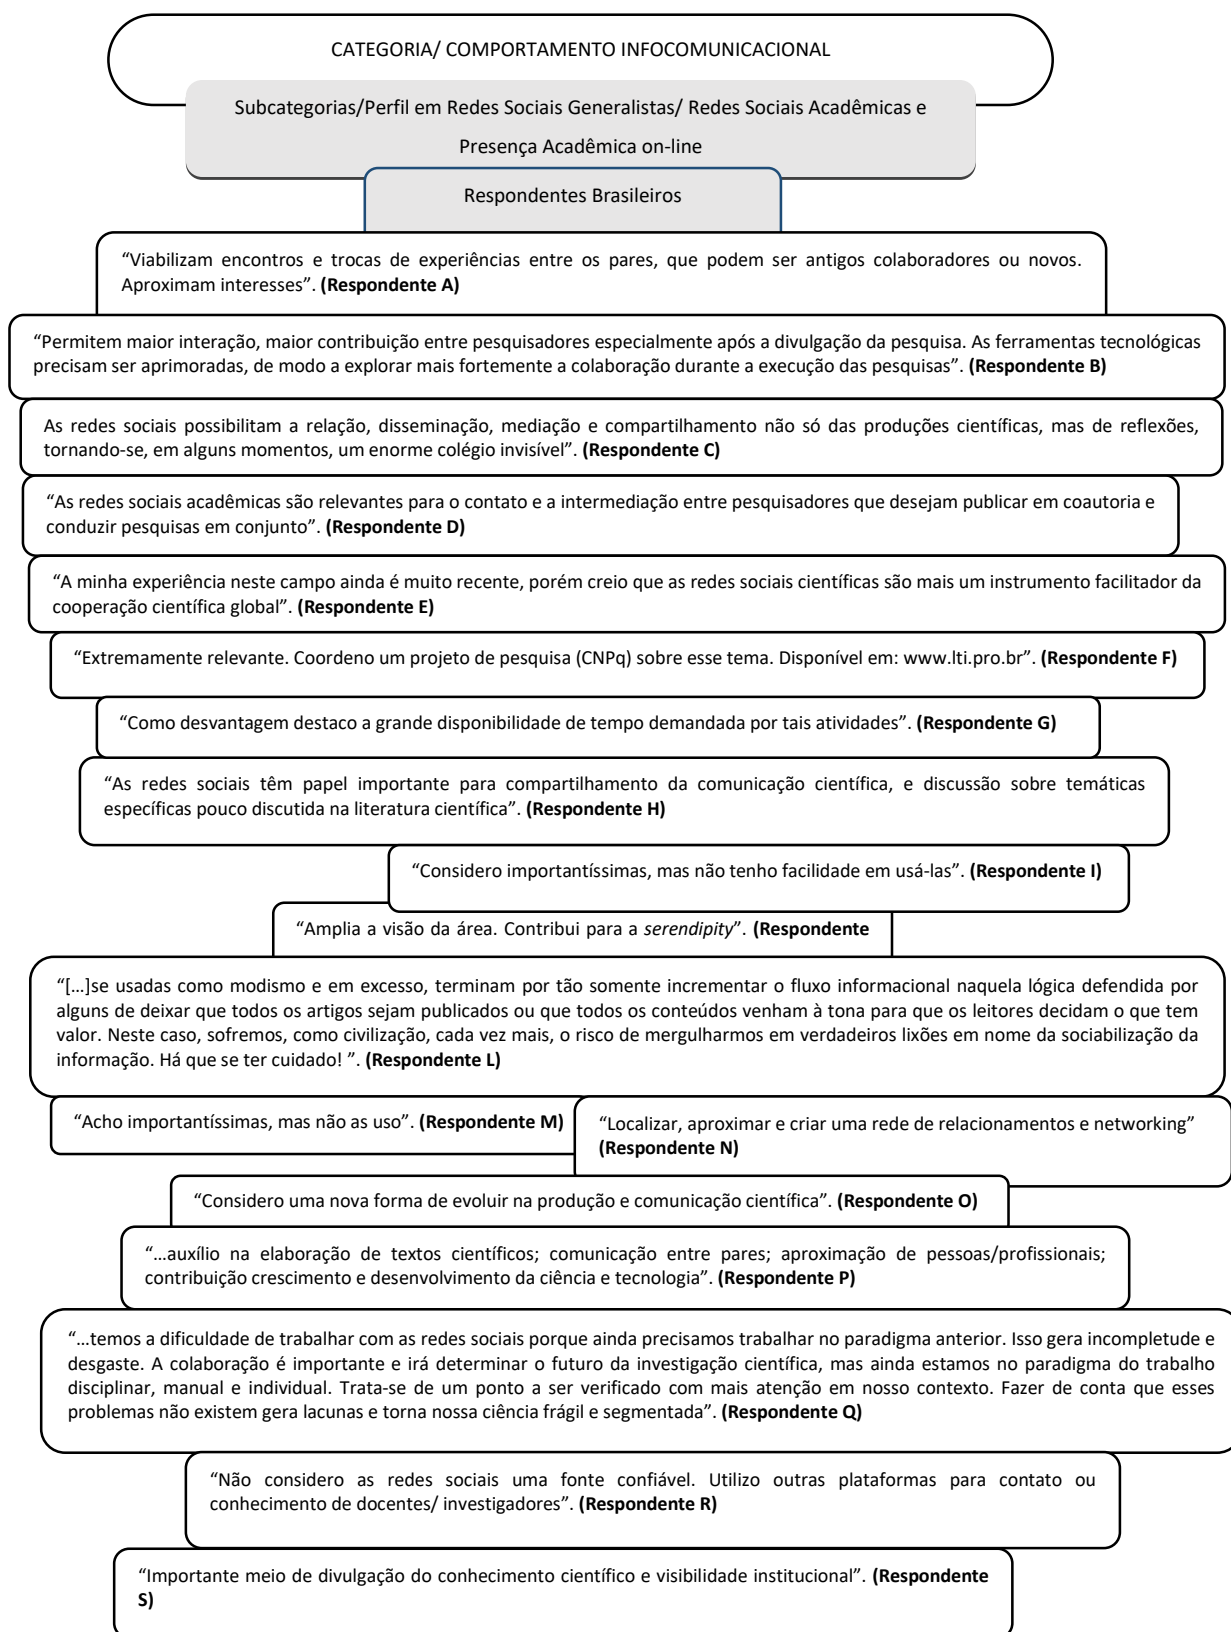 CATEGORIA/ COMPORTAMENTO INFOCOMUNICACIONAL
Subcategorias/Perfil em Redes Sociais Generalistas/ Redes Sociais Acadêmicas e
Presença Acadêmica on-line
Respondentes Brasileiros
“Viabilizam encontros e trocas de experiências entre os pares, que podem ser antigos colaboradores ou novos.
Aproximam interesses”. (Respondente A)
“Permitem maior interação, maior contribuição entre pesquisadores especialmente após a divulgação da pesquisa. As ferramentas tecnológicas
precisam ser aprimoradas, de modo a explorar mais fortemente a colaboração durante a execução das pesquisas”. (Respondente B)
As redes sociais possibilitam a relação, disseminação, mediação e compartilhamento não só das produções científicas, mas de reflexões,
tornando-se, em alguns momentos, um enorme colégio invisível”. (Respondente C)
“As redes sociais acadêmicas são relevantes para o contato e a intermediação entre pesquisadores que desejam publicar em coautoria e
conduzir pesquisas em conjunto”. (Respondente D)
“A minha experiência neste campo ainda é muito recente, porém creio que as redes sociais científicas são mais um instrumento facilitador da
cooperação científica global”. (Respondente E)
“Extremamente relevante. Coordeno um projeto de pesquisa (CNPq) sobre esse tema. Disponível em: www.lti.pro.br”. (Respondente F)
“Como desvantagem destaco a grande disponibilidade de tempo demandada por tais atividades”. (Respondente G)
“As redes sociais têm papel importante para compartilhamento da comunicação científica, e discussão sobre temáticas
específicas pouco discutida na literatura científica”. (Respondente H)
“Considero importantíssimas, mas não tenho facilidade em usá-las”. (Respondente I)
“Amplia a visão da área. Contribui para a serendipity”. (Respondente
“[…]se usadas como modismo e em excesso, terminam por tão somente incrementar o fluxo informacional naquela lógica defendida por
alguns de deixar que todos os artigos sejam publicados ou que todos os conteúdos venham à tona para que os leitores decidam o que tem
valor. Neste caso, sofremos, como civilização, cada vez mais, o risco de mergulharmos em verdadeiros lixões em nome da sociabilização da
informação. Há que se ter cuidado! ”. (Respondente L)
“Acho importantíssimas, mas não as uso”. (Respondente M)
“Localizar, aproximar e criar uma rede de relacionamentos e networking”
(Respondente N)
“Considero uma nova forma de evoluir na produção e comunicação científica”. (Respondente O)
“…auxílio na elaboração de textos científicos; comunicação entre pares; aproximação de pessoas/profissionais;
contribuição crescimento e desenvolvimento da ciência e tecnologia”. (Respondente P)
“…temos a dificuldade de trabalhar com as redes sociais porque ainda precisamos trabalhar no paradigma anterior. Isso gera incompletude e
desgaste. A colaboração é importante e irá determinar o futuro da investigação científica, mas ainda estamos no paradigma do trabalho
disciplinar, manual e individual. Trata-se de um ponto a ser verificado com mais atenção em nosso contexto. Fazer de conta que esses
problemas não existem gera lacunas e torna nossa ciência frágil e segmentada”. (Respondente Q)
“Não considero as redes sociais uma fonte confiável. Utilizo outras plataformas para contato ou
conhecimento de docentes/ investigadores”. (Respondente R)
“Importante meio de divulgação do conhecimento científico e visibilidade institucional”. (Respondente
S)